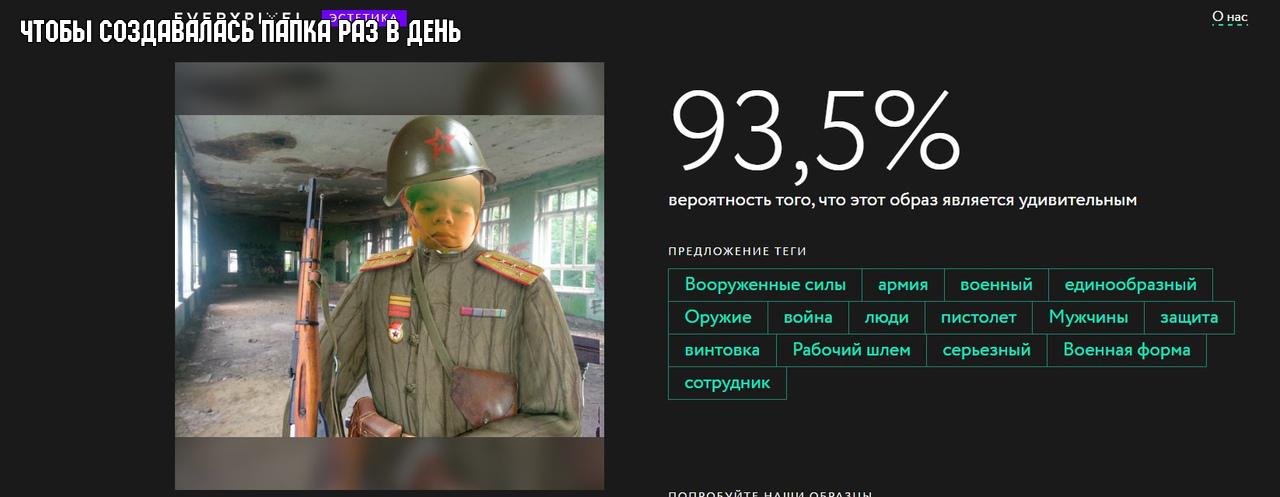 EVERYPIXEL ЭСТЕТИКА
О нас
ЧТОБЫ СОЗДАВАЛАСЬ ПАПКА РАЗ В ДЕНЬ
93,5%
вероятность того, что этот образ является удивительным
ПРЕДЛОЖЕНИЕ ТЕГИ
Вооруженные силы армия военный единообразный
Оружие война люди пистолет Мужчины защита
винтовка Рабочий шлем серьезный Военная форма
сотрудник
ПОПРОБУЙТЕ НАШИ ОБРАЗЦЫ